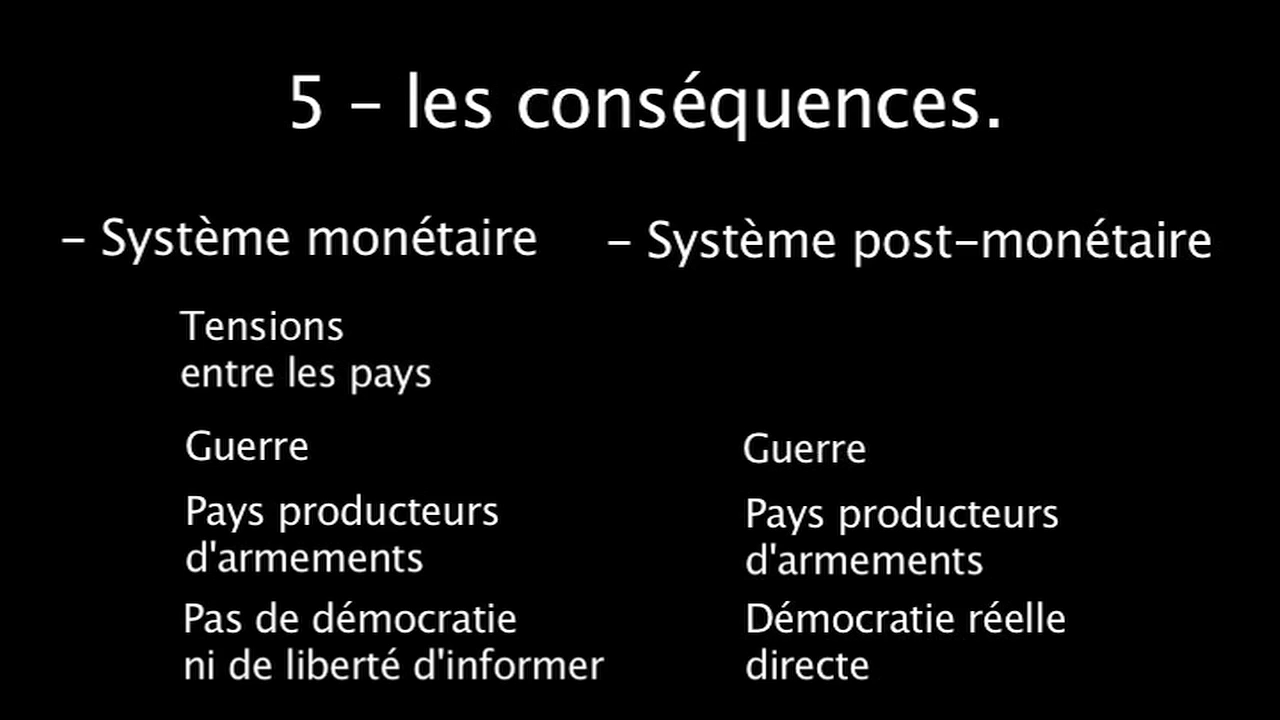 5 – les conséquences.
– Système monétaire
Tensions
entre les pays
Guerre
Pays producteurs
d'armements
Pas de démocratie
ni de liberté d'informer
– Système post–monétaire
Guerre
Pays producteurs
d'armements
Démocratie réelle
directe